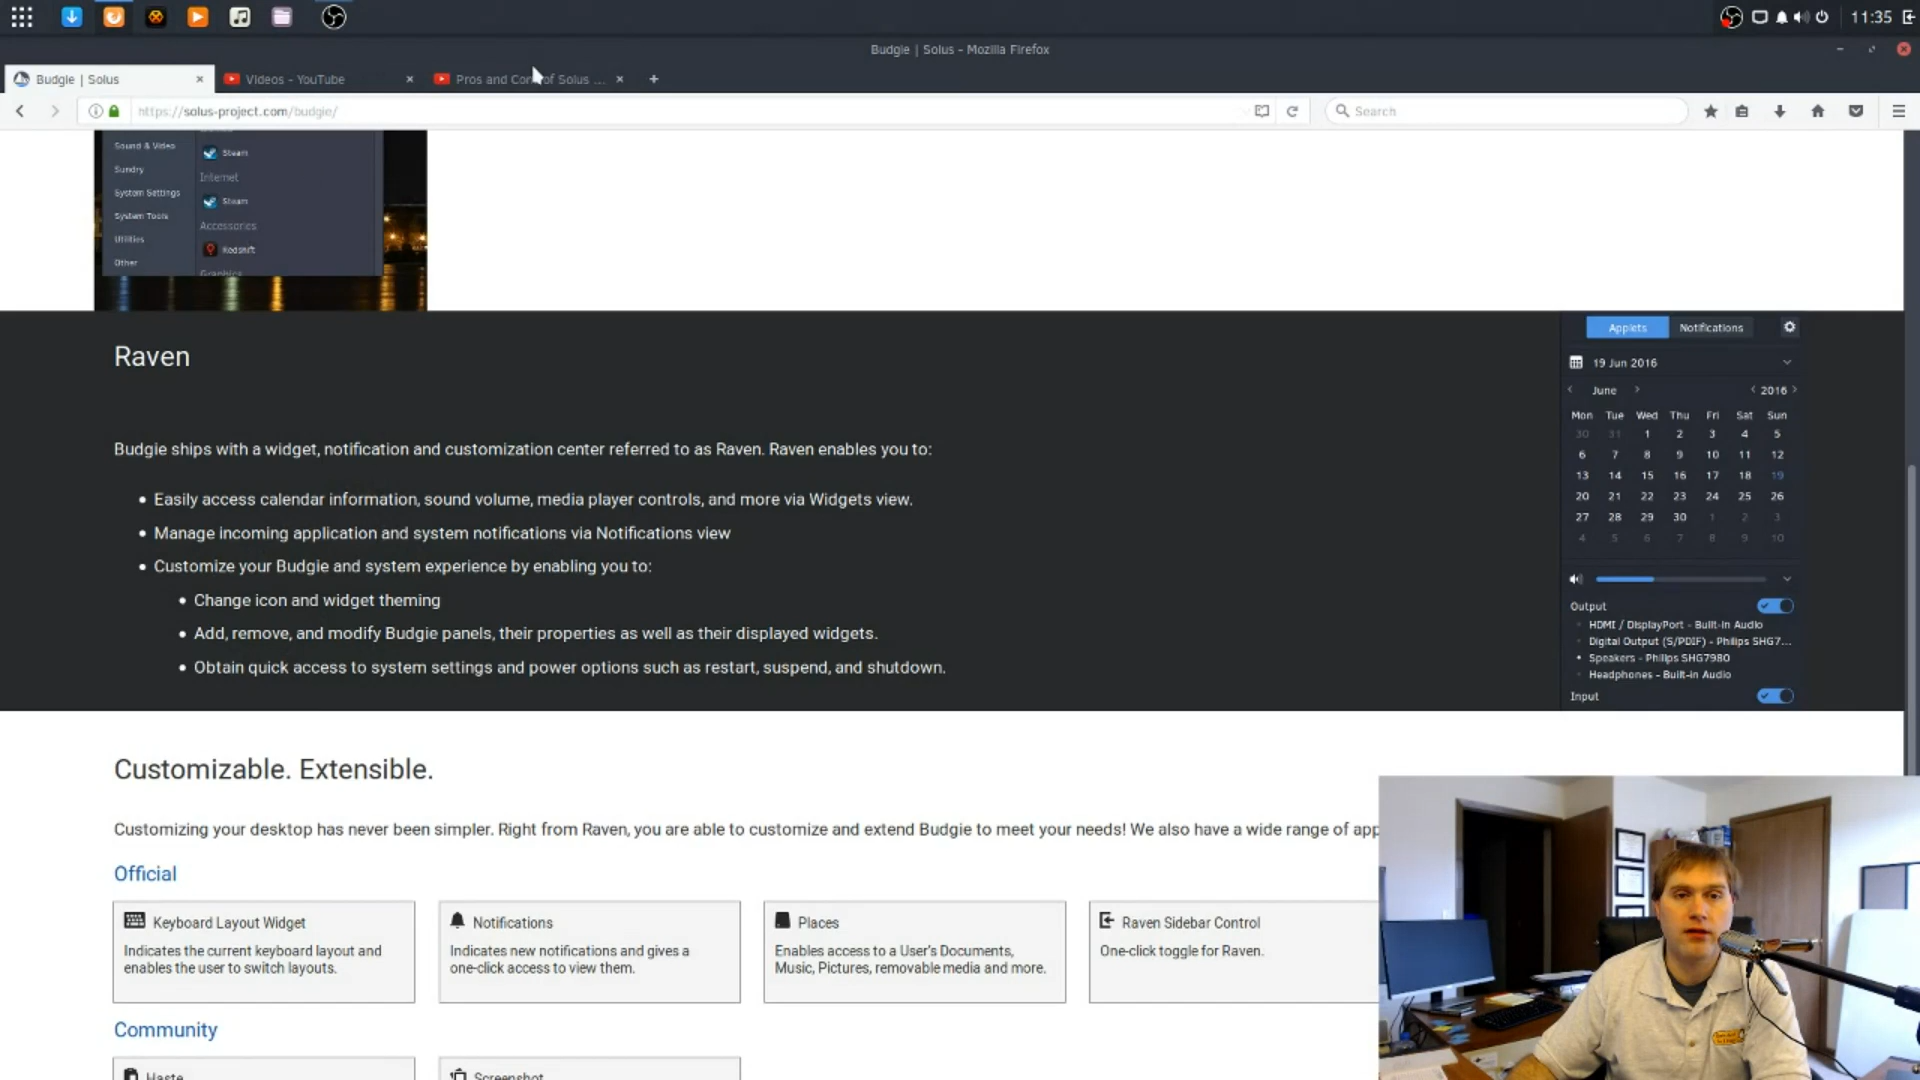 11:35
Budgie | Solus - Mozilla Firefox
Budgie | Solus
Videos - YouTube
Pros and Con of Solus ...
https://solus-project.com/budgie/
Search
Sound & Video
Sundry
System Settings
System Tools
Utilities
Other
Steam
Internet
Steam
Accessories
Redshift
Graphics
Raven
Budgie ships with a widget, notification and customization center referred to as Raven. Raven enables you to:
• Easily access calendar information, sound volume, media player controls, and more via Widgets view.
• Manage incoming application and system notifications via Notifications view
• Customize your Budgie and system experience by enabling you to:
• Change icon and widget theming
• Add, remove, and modify Budgie panels, their properties as well as their displayed widgets.
• Obtain quick access to system settings and power options such as restart, suspend, and shutdown.
Applets Notifications
19 Jun 2016
June 2016
Mon Tue Wed Thu Fri Sat Sun
30 31 1 2 3 4 5
6 7 8 9 10 11 12
13 14 15 16 17 18 19
20 21 22 23 24 25 26
27 28 29 30 1 2 3
4 5 6 7 8 9 10
Output
HDMI / DisplayPort - Built-in Audio
Digital Output (S/PDIF) - Philips SHG7...
Speakers - Philips SHG7980
Headphones - Built-in Audio
Input
Customizable. Extensible.
Customizing your desktop has never been simpler. Right from Raven, you are able to customize and extend Budgie to meet your needs! We also have a wide range of app
Official
Keyboard Layout Widget
Indicates the current keyboard layout and
enables the user to switch layouts.
Notifications
Indicates new notifications and gives a
one-click access to view them.
Places
Enables access to a User's Documents,
Music, Pictures, removable media and more.
Raven Sidebar Control
One-click toggle for Raven.
Community
Haste
Screenshot